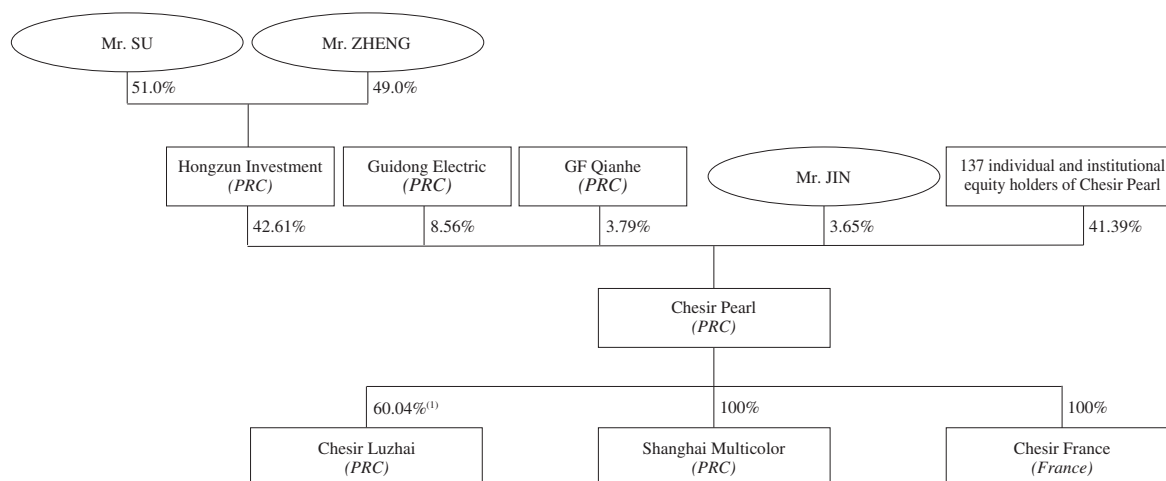 Mr. SU
Mr. ZHENG
51.0%
49.0%
Hongzun Investment
(PRC)
Guidong Electric
(PRC)
GF Qianhe
(PRC)
Mr. JIN
137 individual and institutional
equity holders of Chesir Pearl
42.61%
8.56%
3.79%
3.65%
41.39%
Chesir Pearl
(PRC)
60.04%(1)
100%
100%
Chesir Luzhai
(PRC)
Shanghai Multicolor
(PRC)
Chesir France
(France)